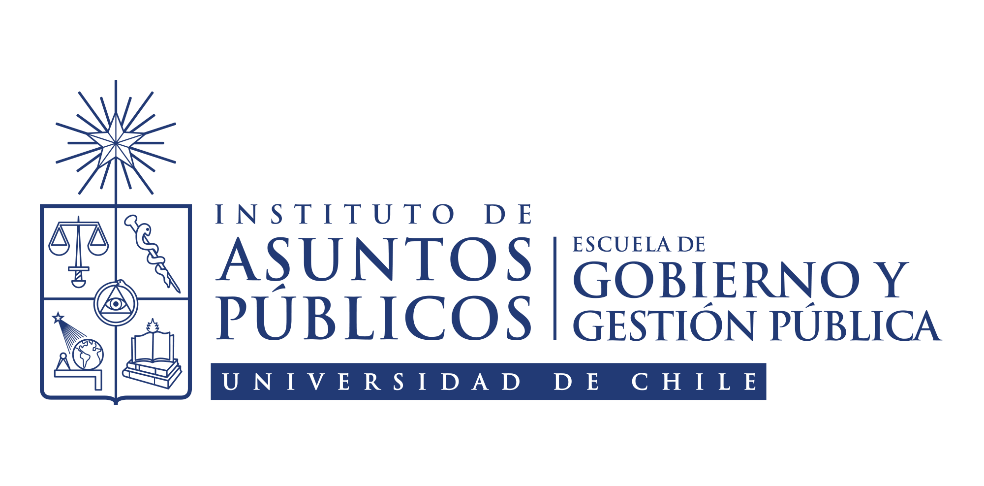 INSTITUTO DE
ASUNTOS
PÚBLICOS
ESCUELA DE
GOBIERNO Y
GESTIÓN PÚBLICA
UNIVERSIDAD DE CHILE